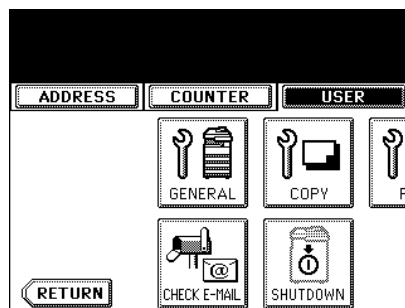 ADDRESS COUNTER USER
GENERAL COPY
RETURN CHECK E-MAIL SHUTDOWN